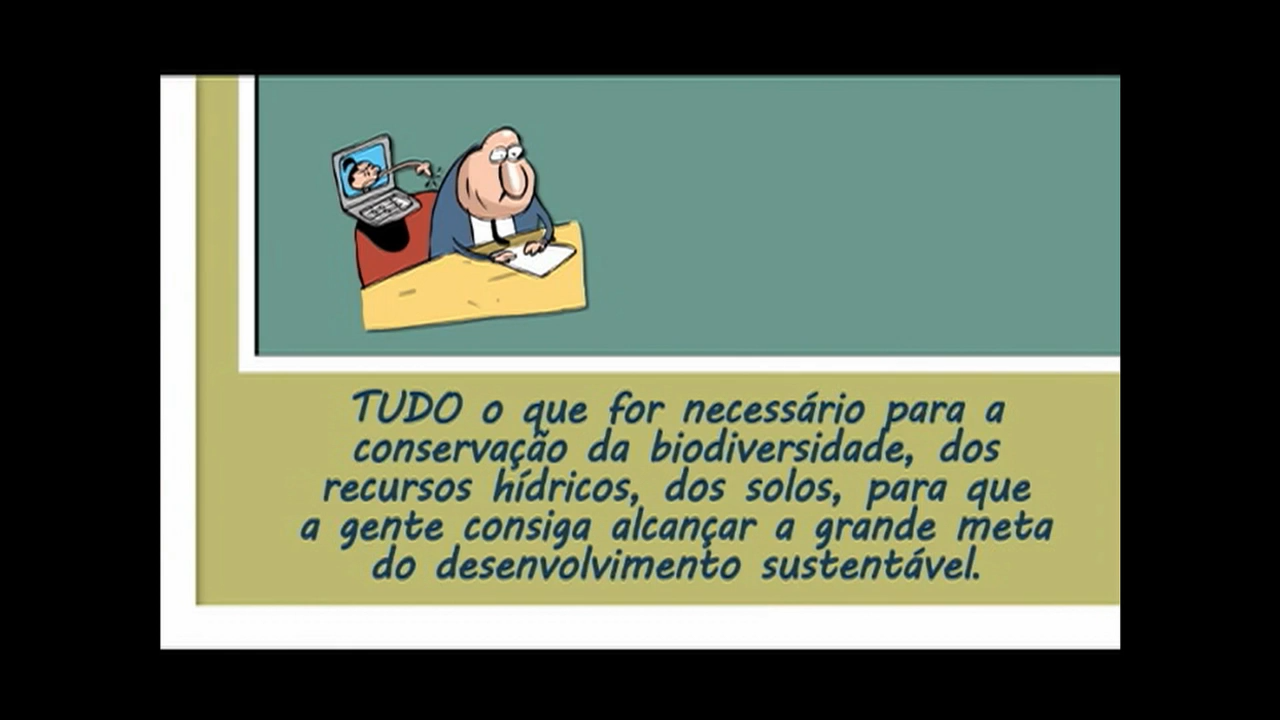 TUDO o que for necessário para a
conservação da biodiversidade, dos
recursos hídricos, dos solos, para que
a gente consiga alcançar a grande meta
do desenvolvimento sustentável.